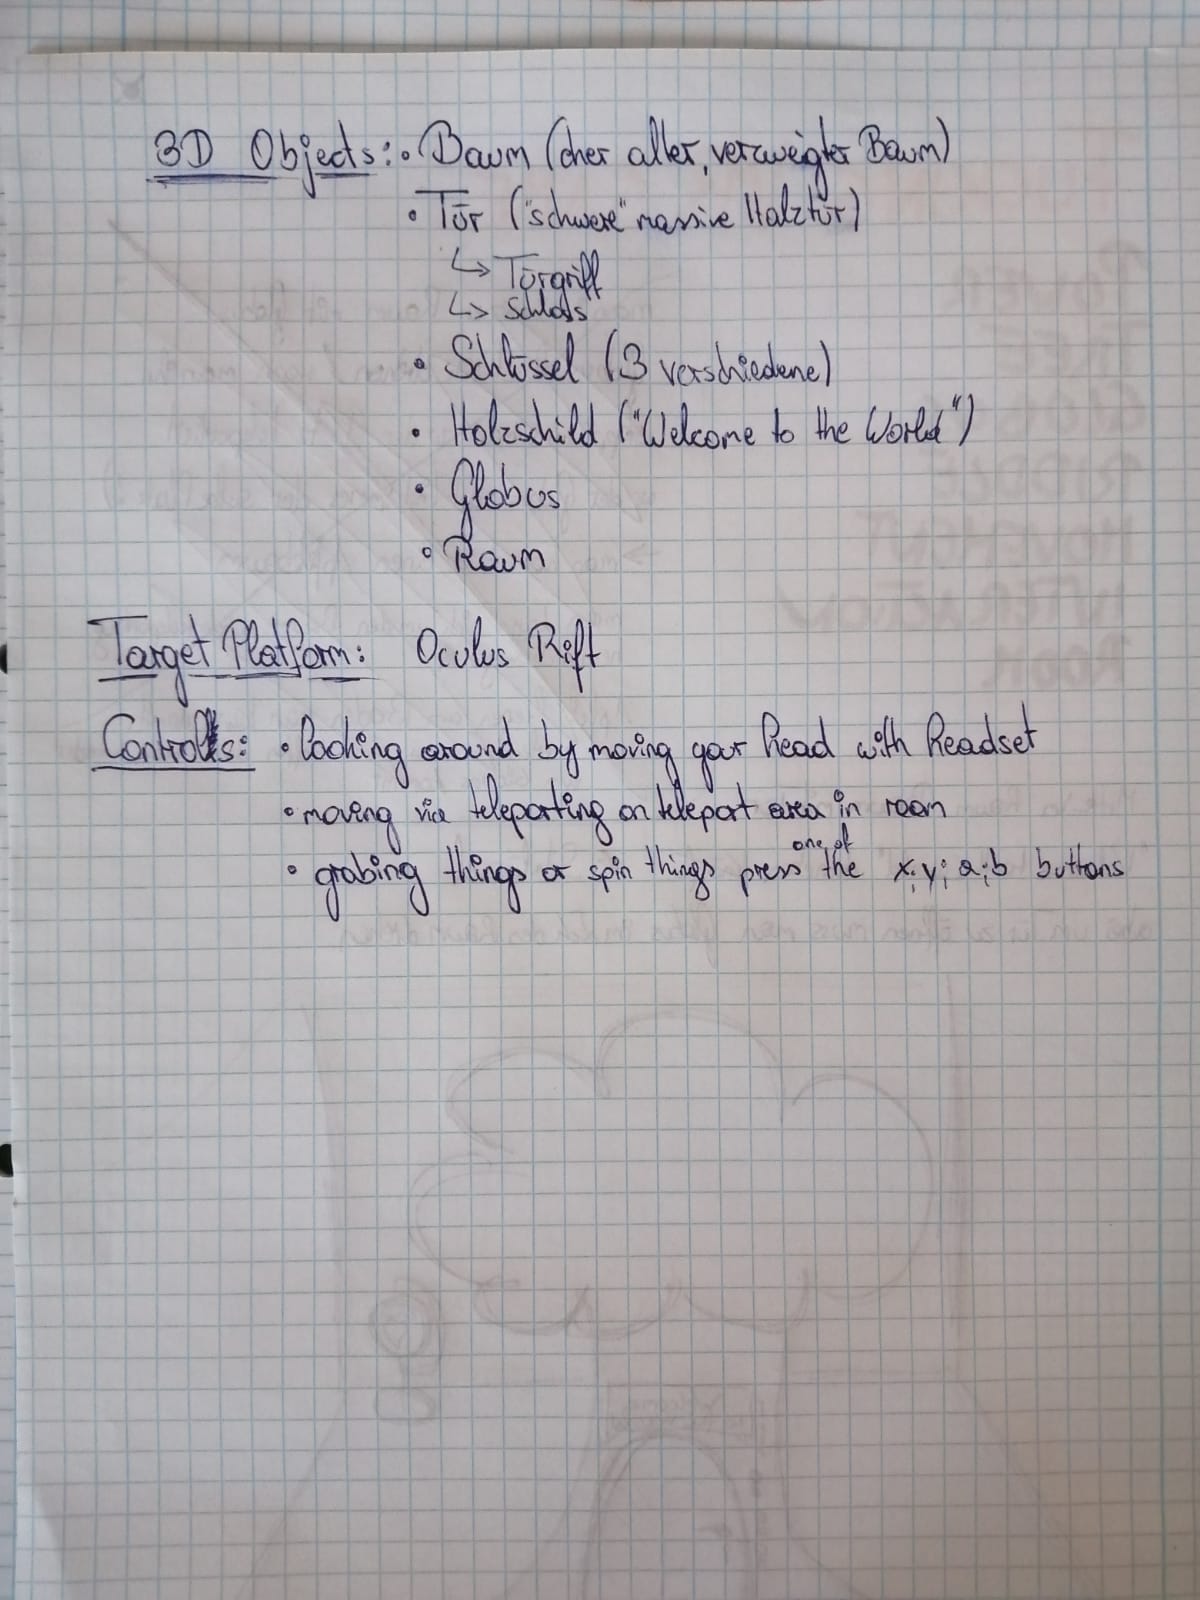 3D Objects: • Baum (eher alter, verzweigter Baum)
• Tür ("schwere" massive Holztür)
↳ Türgriff
↳ Schloss
• Schlüssel (3 verschiedene)
• Holzschild ("Welcome to the World")
• Globus
• Raum
Target Platform: Oculus Rift
Controls: • looking around by moving your head with headset
• moving via teleporting on teleport area in room
• grabing things or spin things press one of the x; y; a; b buttons